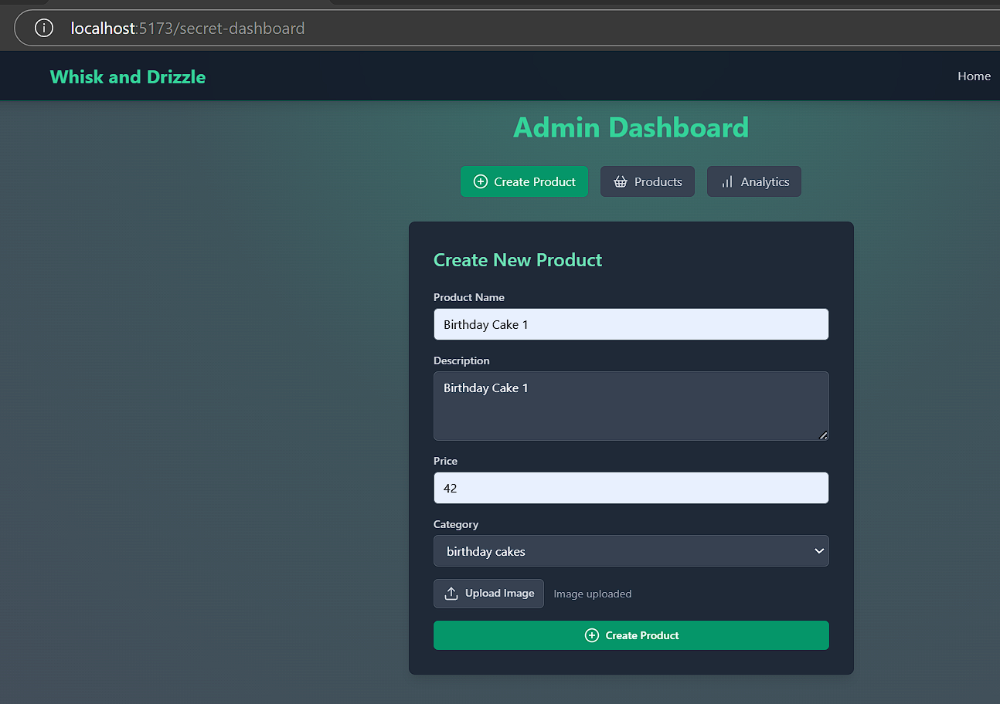 localhost:5173/secret-dashboard
Whisk and Drizzle
Home
Admin Dashboard
Create Product
Products
Analytics
Create New Product
Product Name
Birthday Cake 1
Description
Birthday Cake 1
Price
42
Category
birthday cakes
Upload Image
Image uploaded
Create Product